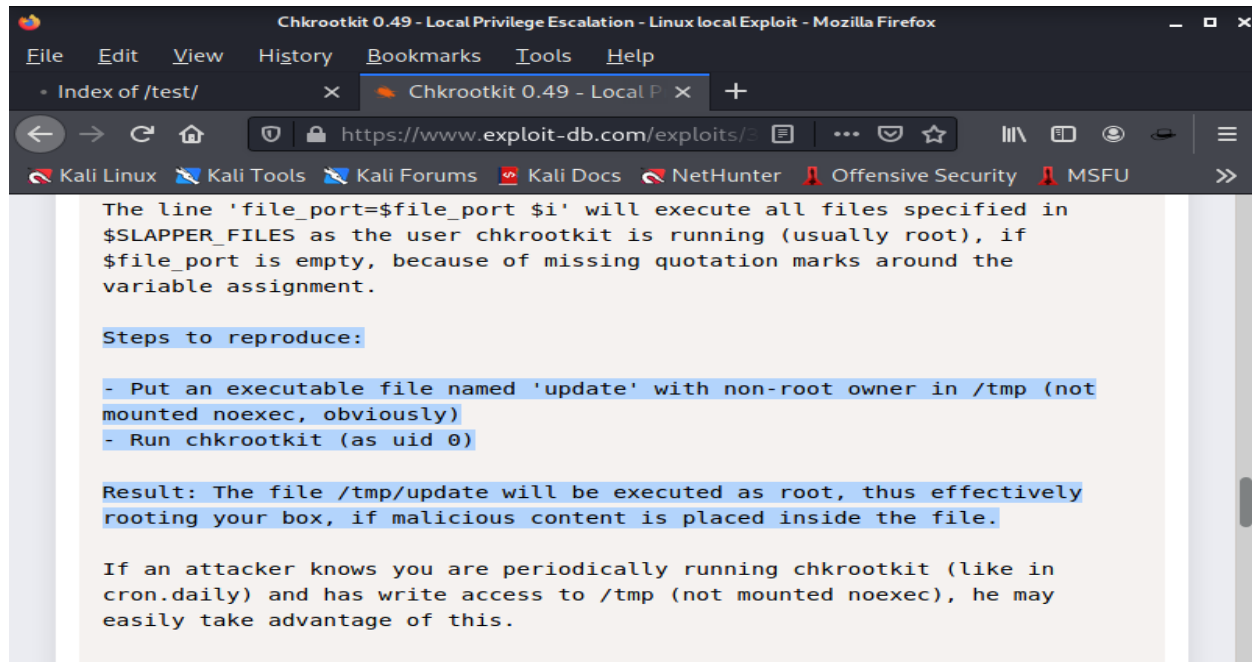 Chkrootkit 0.49 - Local Privilege Escalation - Linux local Exploit - Mozilla Firefox
File Edit View History Bookmarks Tools Help
Index of /test/
Chkrootkit 0.49 - Local P
https://www.exploit-db.com/exploits/3
Kali Linux Kali Tools Kali Forums Kali Docs NetHunter Offensive Security MSFU
The line 'file_port=$file_port $i' will execute all files specified in
$SLAPPER_FILES as the user chkrootkit is running (usually root), if
$file_port is empty, because of missing quotation marks around the
variable assignment.
Steps to reproduce:
- Put an executable file named 'update' with non-root owner in /tmp (not
mounted noexec, obviously)
- Run chkrootkit (as uid 0)
Result: The file /tmp/update will be executed as root, thus effectively
rooting your box, if malicious content is placed inside the file.
If an attacker knows you are periodically running chkrootkit (like in
cron.daily) and has write access to /tmp (not mounted noexec), he may
easily take advantage of this.